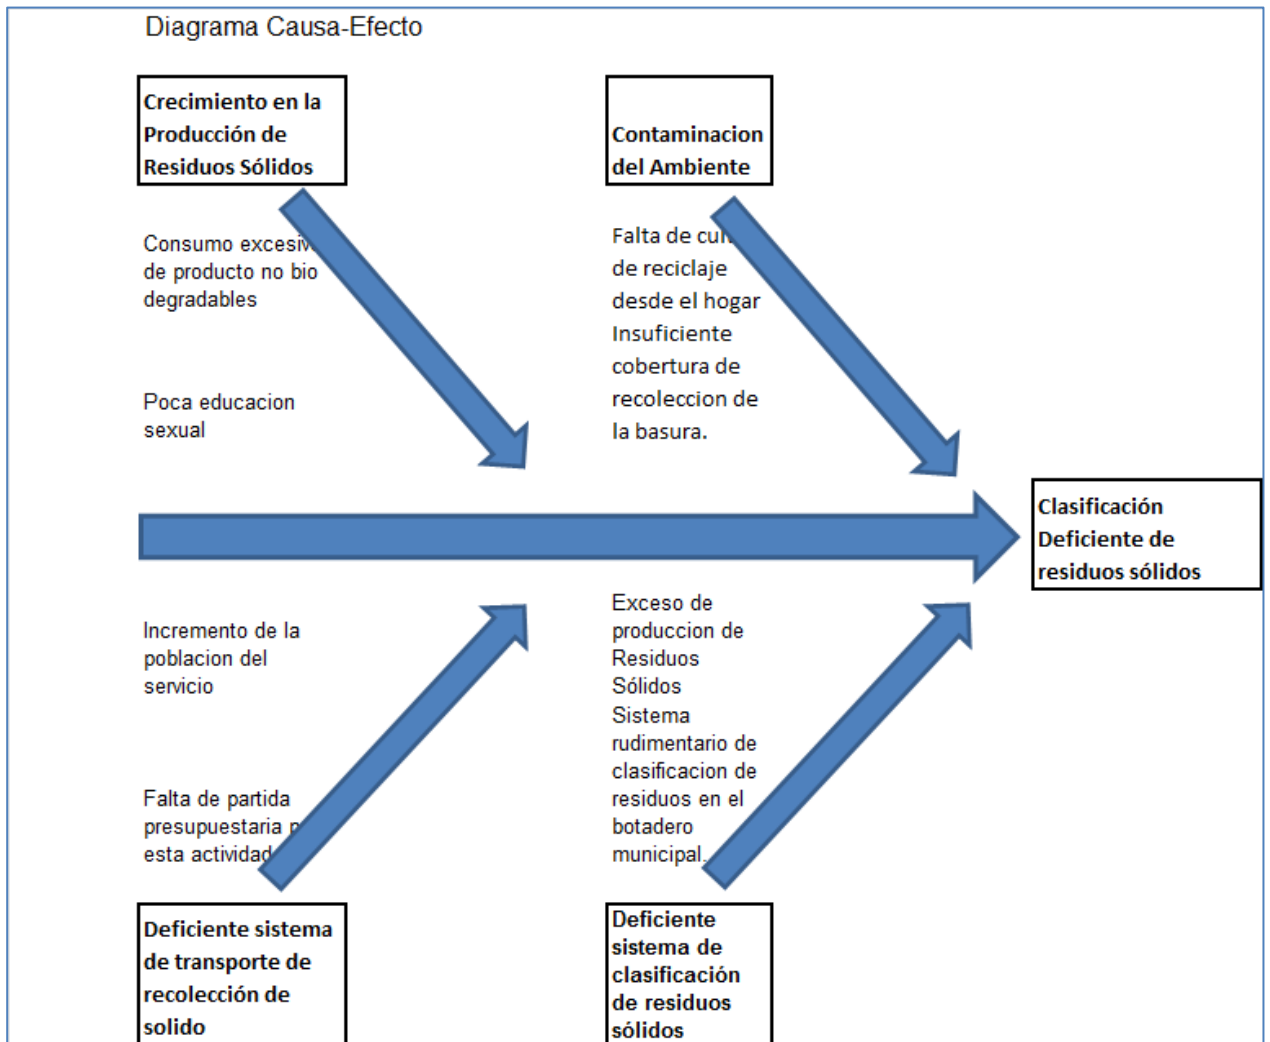 Diagrama Causa-Efecto
Crecimiento en la
Producción de
Residuos Sólidos
Contaminacion
del Ambiente
Consumo
de producto no bio
degradables
Poca educacion
sexual
Falta de
de reciclaje
desde el hogar
Insuficiente
cobertura de
recoleccion de
la basura.
Clasificación
Deficiente de
residuos sólidos
Incremento de la
poblacion del
servicio
Falta de partida
presupuestaria
esta actividad
Exceso de
produccion de
Residuos
Sólidos
Sistema
rudimentario de
clasificacion de
residuos en el
botadero
municipal.
Deficiente sistema
de transporte de
recolección de
solido
Deficiente
sistema de
clasificación
de residuos
sólidos